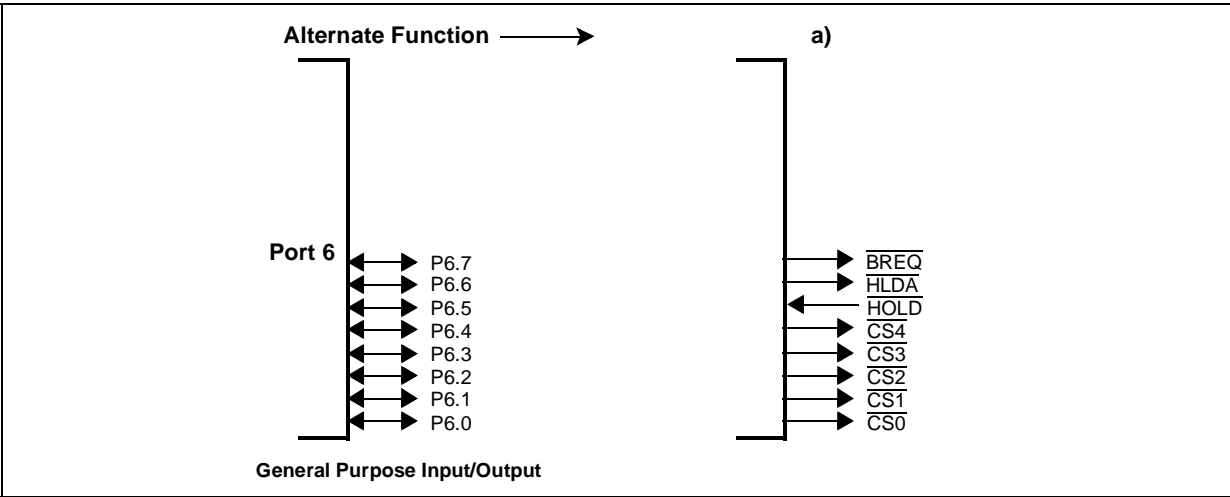 Alternate Function a)
Port 6
P6.7 BREQ
P6.6 HLDA
P6.5 HOLD
P6.4 CS4
P6.3 CS3
P6.2 CS2
P6.1 CS1
P6.0 CS0
General Purpose Input/Output